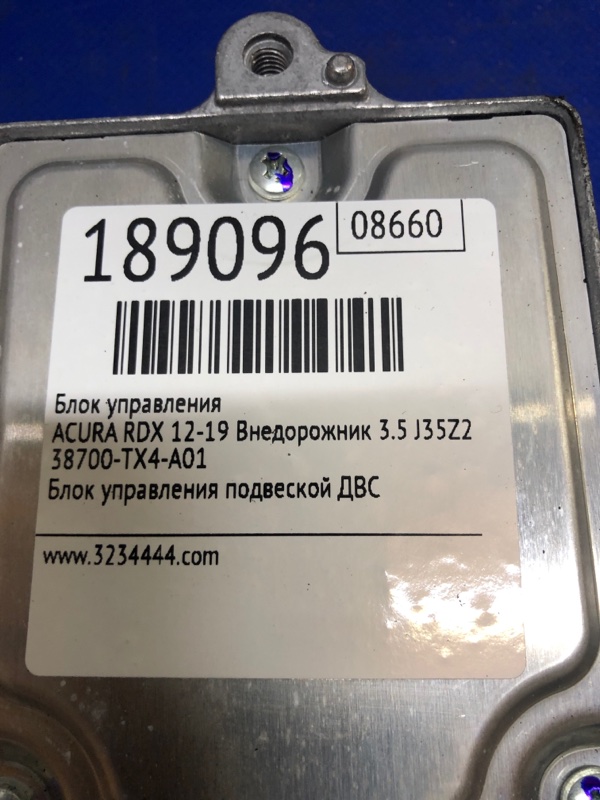 189096
08660
Блок управления
ACURA RDX 12-19 Внедорожник 3.5 J35Z2
38700-TX4-A01
Блок управления подвеской ДВС
www.3234444.com